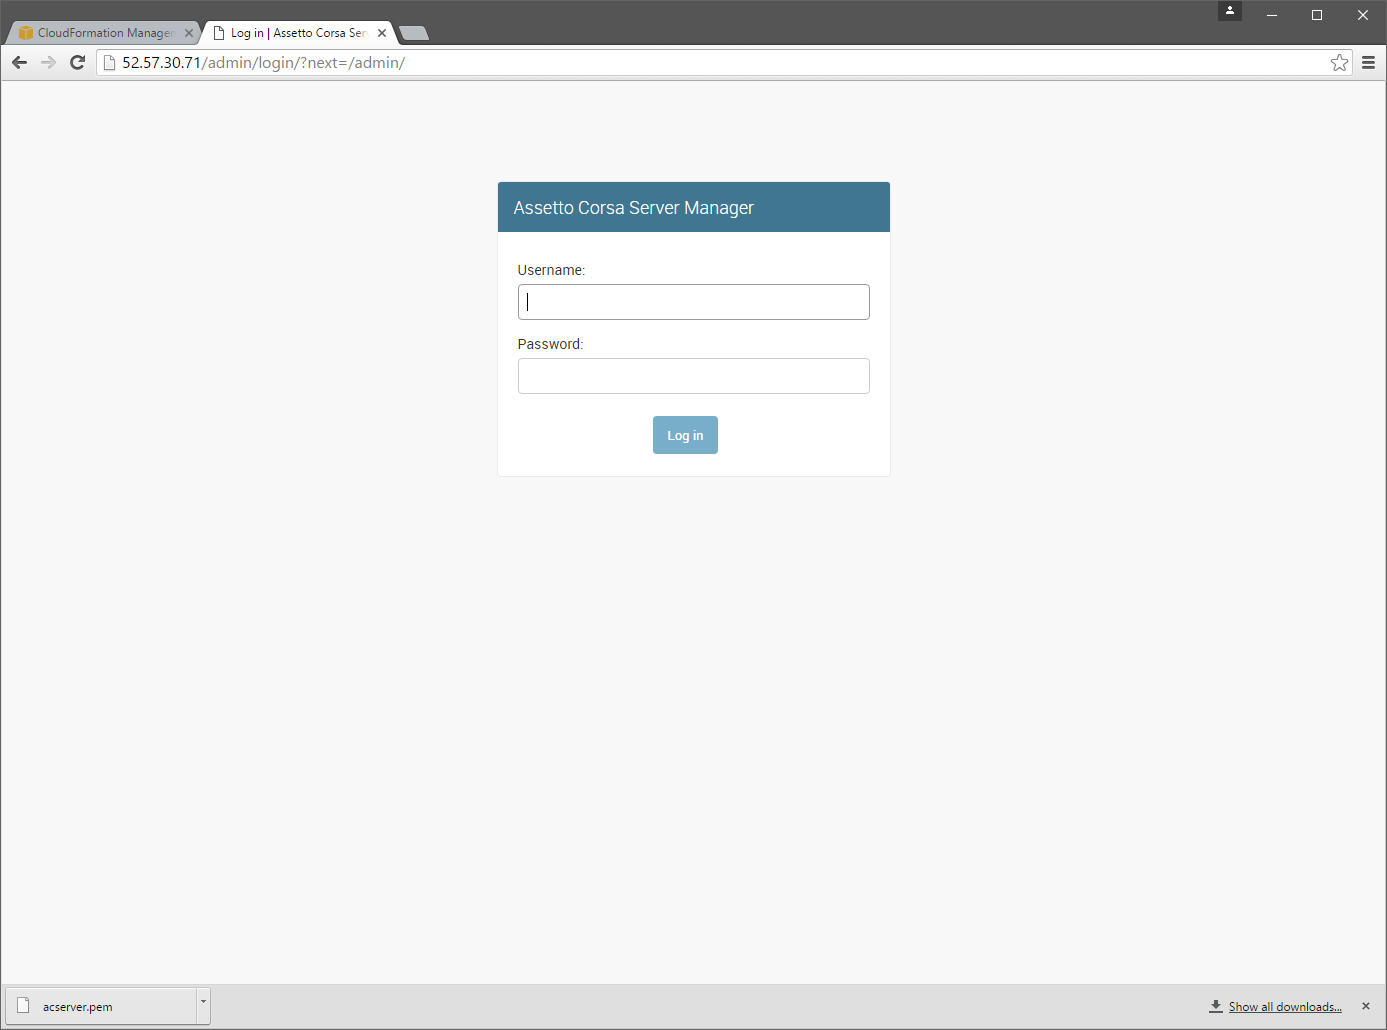 CloudFormation Manager
Log in | Assetto Corsa Ser
52.57.30.71/admin/login/?next=/admin/
Assetto Corsa Server Manager
Username:
Password:
Log in
acserver.pem
Show all downloads...